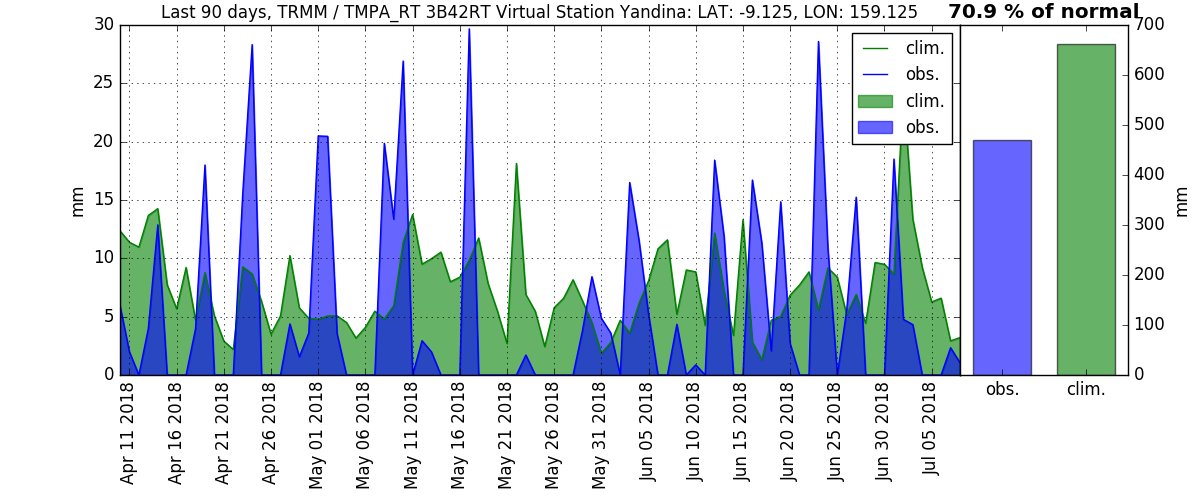 Last 90 days, TRMM / TMPA_RT 3B42RT Virtual Station Yandina: LAT: -9.125, LON: 159.125
70.9 % of normal
30
25
20
15
10
5
0
mm
clim.
obs.
clim.
obs.
700
600
500
400
300
200
100
0
mm
Apr 11 2018
Apr 16 2018
Apr 21 2018
Apr 26 2018
May 01 2018
May 06 2018
May 11 2018
May 16 2018
May 21 2018
May 26 2018
May 31 2018
Jun 05 2018
Jun 10 2018
Jun 15 2018
Jun 20 2018
Jun 25 2018
Jun 30 2018
Jul 05 2018
obs.
clim.